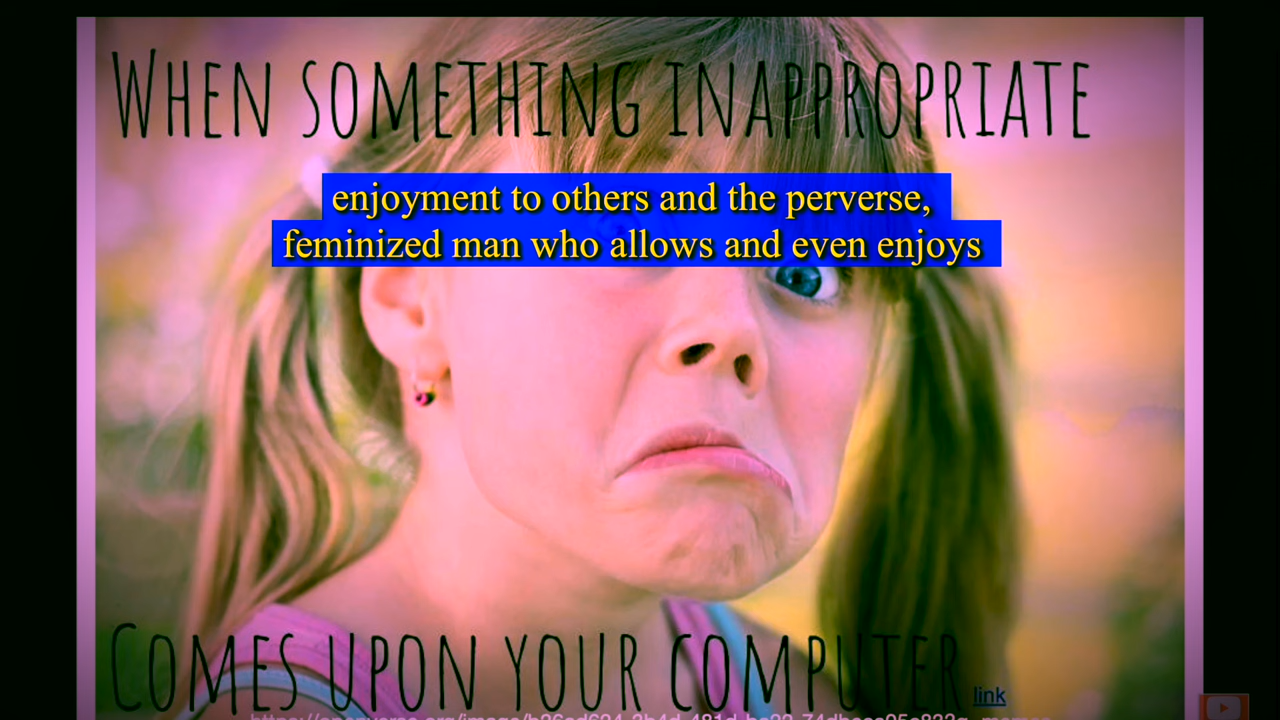 WHEN SOMETHING INAPPROPRIATE
enjoyment to others and the perverse,
feminized man who allows and even enjoys
COMES UPON YOUR COMPUTER
link